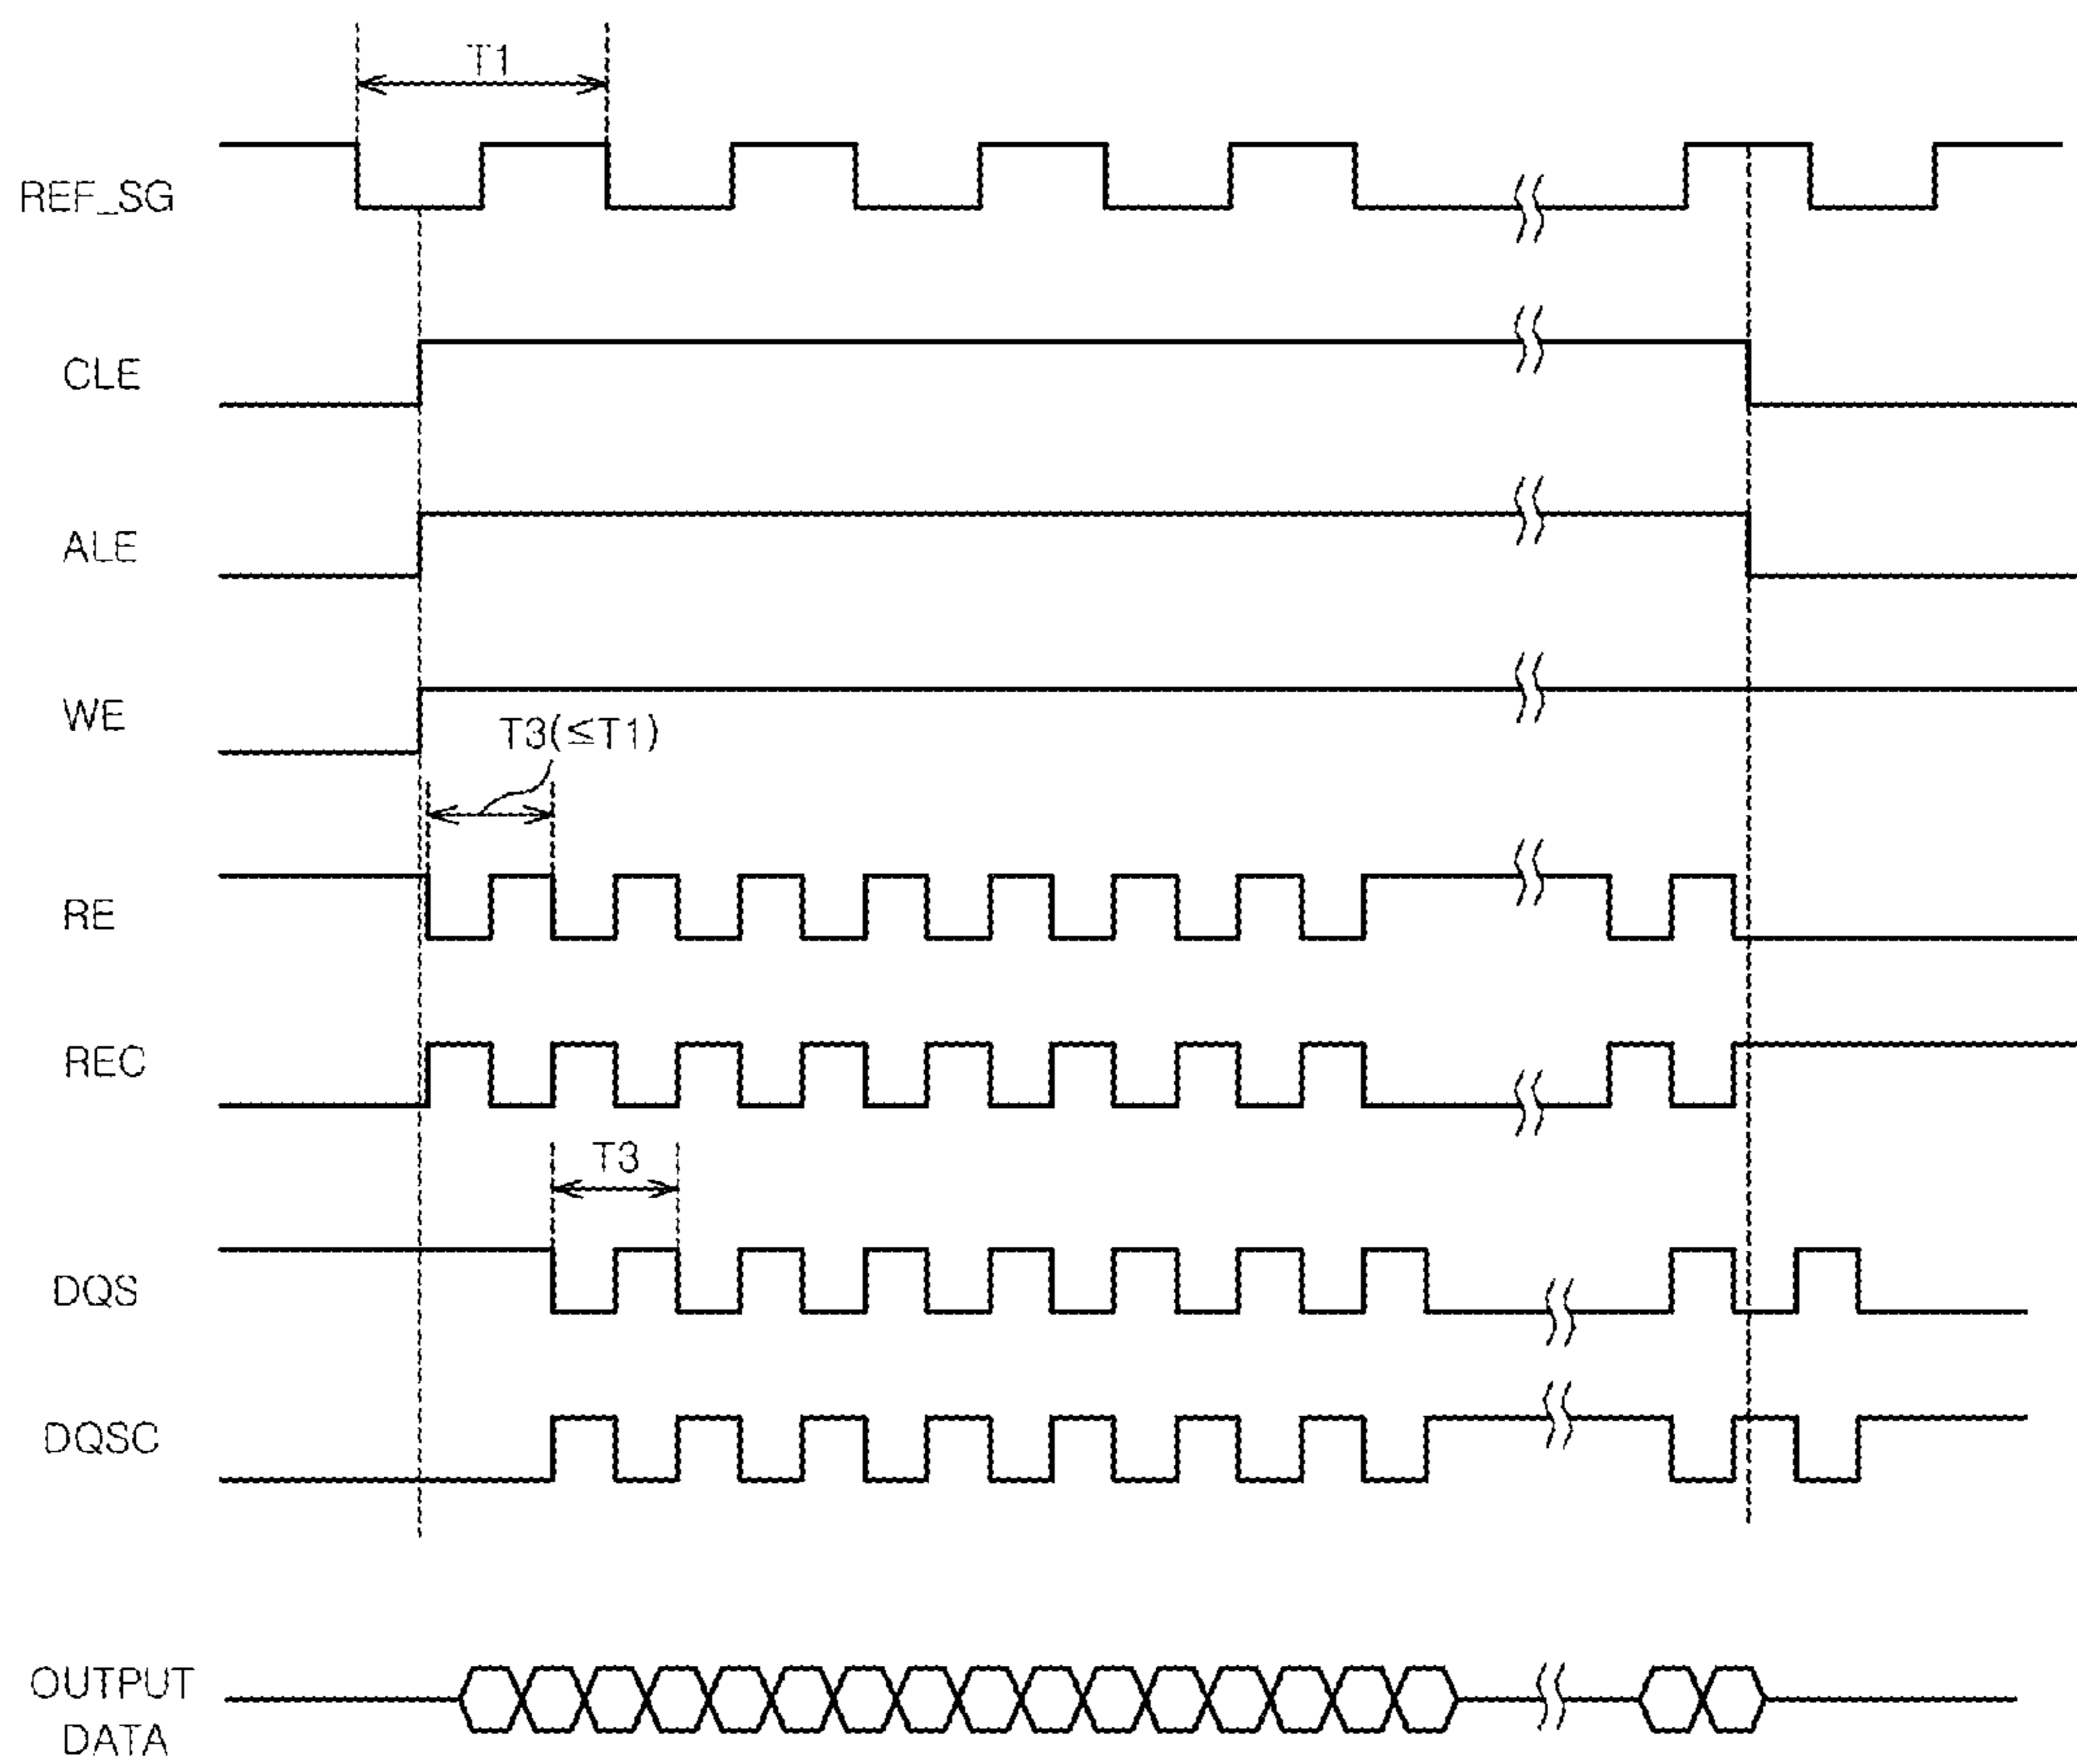 T1
REF_SG
CLE
ALE
WE
T3(≤T1)
RE
REC
T3
DQS
DQSC
OUTPUT
DATA